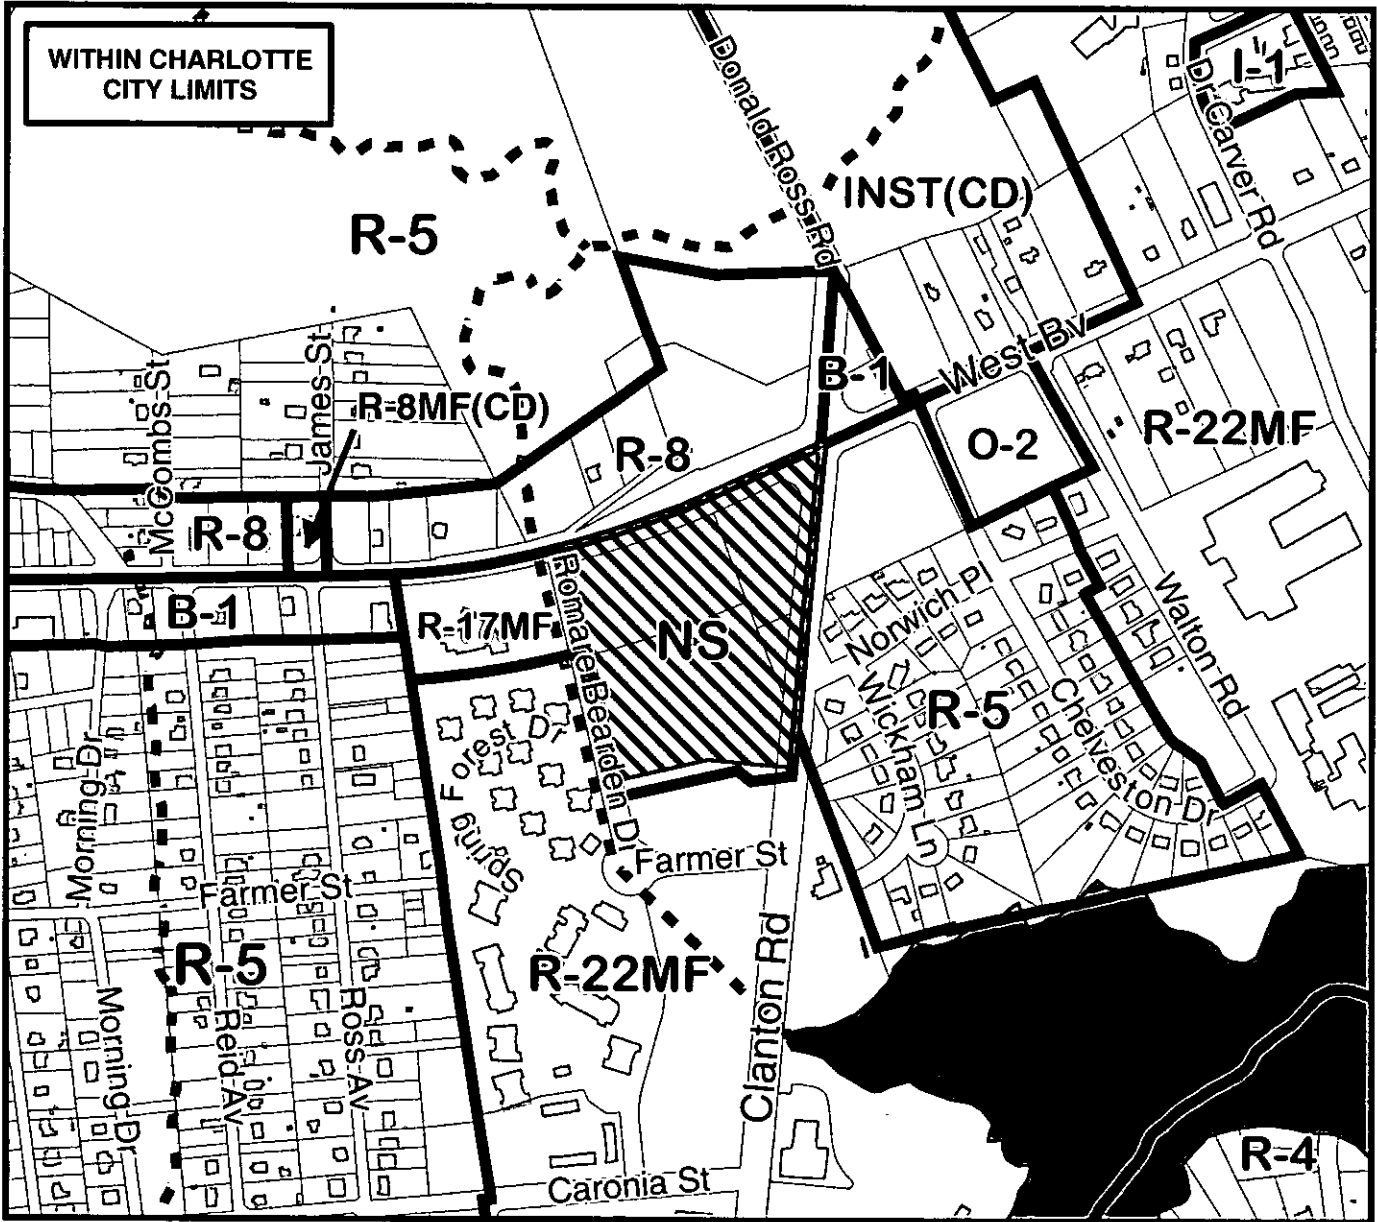 WITHIN CHARLOTTE
CITY LIMITS
Donald Ross Rd
I-1
Dr Carver Rd
INST(CD)
R-5
West Bv
B-1
McCombs St
James St
R-8MF(CD)
R-8
O-2
R-22MF
R-8
B-1
R-17MF
Romare Bearden Dr
NS
Norwich Pl
Wickham Ln
R-5
Chelveston Dr
Walton Rd
Spring Forest Dr
Morning Dr
Farmer St
Farmer St
R-5
R-22MF
Clanton Rd
Morning Dr
Reid Av
Ross Av
Caronia St
R-4